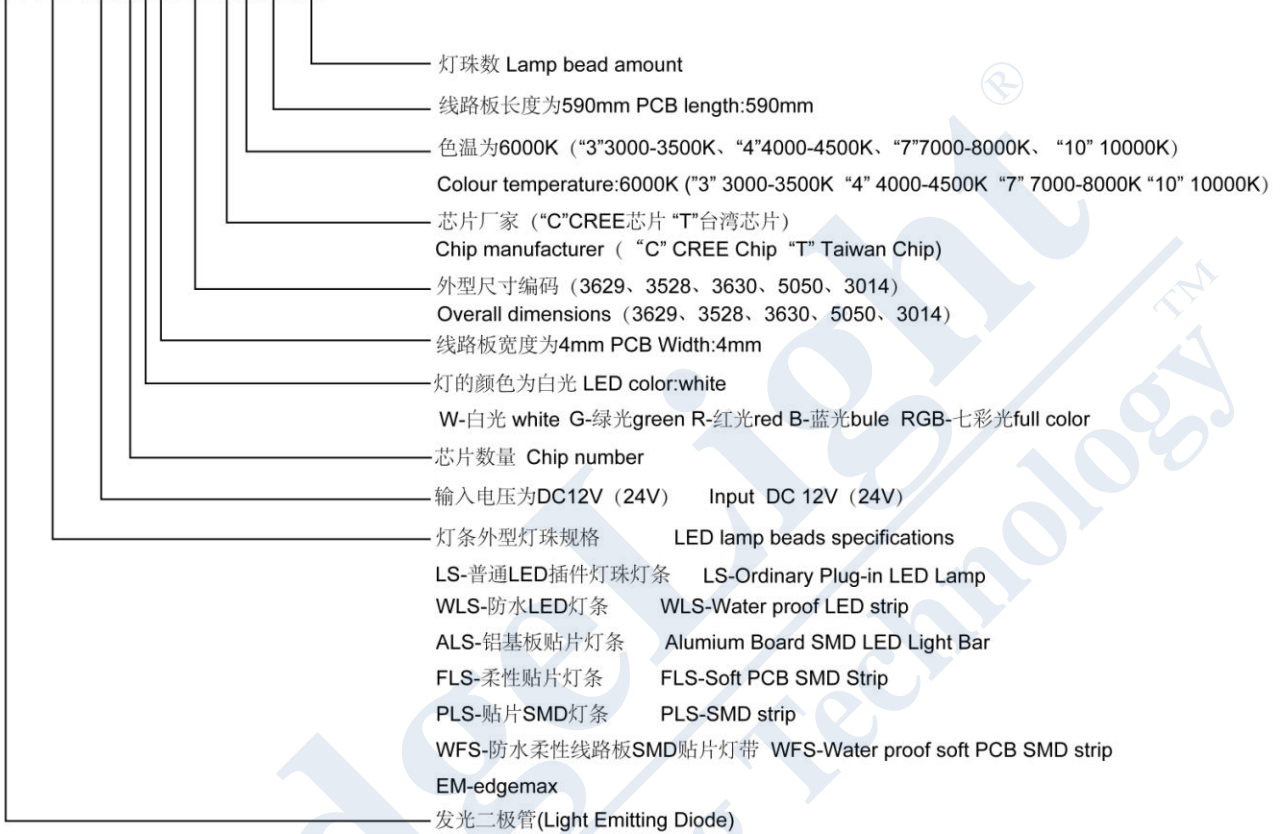 灯珠数 Lamp bead amount
线路板长度为590mm PCB length:590mm
色温为6000K（“3”3000-3500K、“4”4000-4500K、“7”7000-8000K、 “10” 10000K）
Colour temperature:6000K ("3” 3000-3500K “4” 4000-4500K “7” 7000-8000K “10” 10000K）
芯片厂家（“C”CREE芯片 “T”台湾芯片）
Chip manufacturer（ “C” CREE Chip “T” Taiwan Chip)
外型尺寸编码（3629、3528、3630、5050、3014）
Overall dimensions（3629、3528、3630、5050、3014）
线路板宽度为4mm PCB Width:4mm
灯的颜色为白光 LED color:white
W-白光 white G-绿光green R-红光red B-蓝光bule RGB-七彩光full color
芯片数量 Chip number
输入电压为DC12V（24V） Input DC 12V（24V）
灯条外型灯珠规格 LED lamp beads specifications
LS-普通LED插件灯珠灯条 LS-Ordinary Plug-in LED Lamp
WLS-防水LED灯条 WLS-Water proof LED strip
ALS-铝基板贴片灯条 Alumium Board SMD LED Light Bar
FLS-柔性贴片灯条 FLS-Soft PCB SMD Strip
PLS-贴片SMD灯条 PLS-SMD strip
WFS-防水柔性线路板SMD贴片灯带 WFS-Water proof soft PCB SMD strip
EM-edgemax
发光二极管(Light Emitting Diode)
dgeLight ®
Technology TM